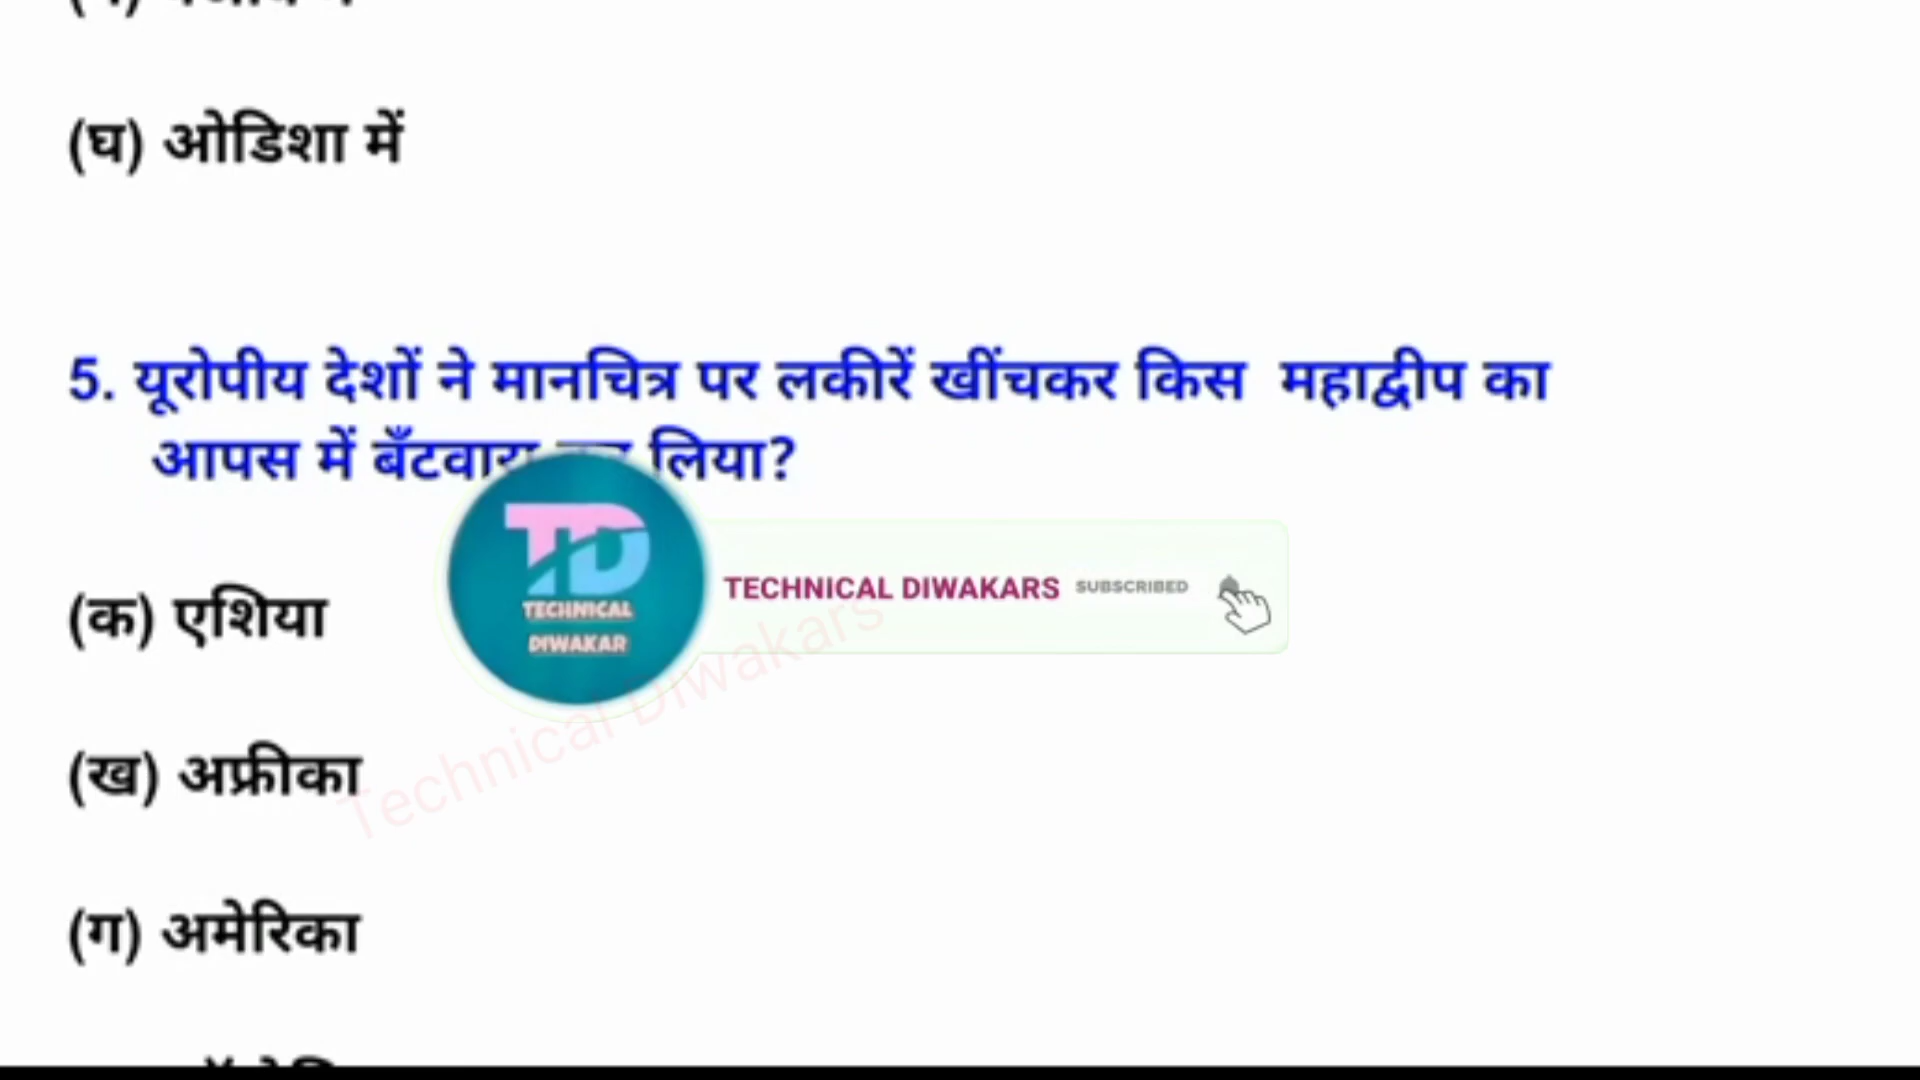 (घ) ओडिशा में
5. यूरोपीय देशों ने मानचित्र पर लकीरें खींचकर किस महाद्वीप का
आपस में बँटवारा लिया?
TD
TECHNICAL
DIWAKAR
TECHNICAL DIWAKARS SUBSCRIBED
(क) एशिया
Technical Diwakars
(ख) अफ्रीका
(ग) अमेरिका